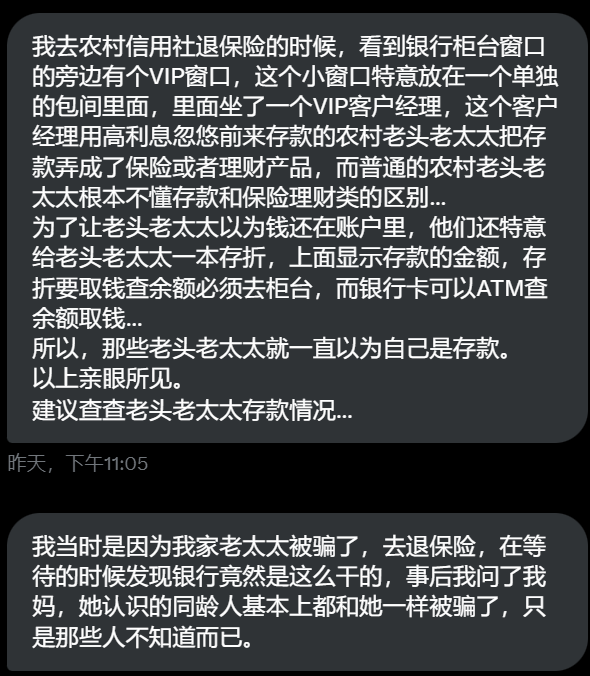 我去农村信用社退保险的时候，看到银行柜台窗口
的旁边有个VIP窗口，这个小窗口特意放在一个单独
的包间里面，里面坐了一个VIP客户经理，这个客户
经理用高利息忽悠前来存款的农村老头老太太把存
款弄成了保险或者理财产品，而普通的农村老头老
太太根本不懂存款和保险理财类的区别...
为了让老头老太太以为钱还在账户里，他们还特意
给老头老太太一本存折，上面显示存款的金额，存
折要取钱查余额必须去柜台，而银行卡可以ATM查
余额取钱...
所以，那些老头老太太就一直以为自己是存款。
以上亲眼所见。
建议查查老头老太太存款情况...
昨天，下午11:05
我当时是因为我家老太太被骗了，去退保险，在等
待的时候发现银行竟然是这么干的，事后我问了我
妈，她认识的同龄人基本上都和她一样被骗了，只
是那些人不知道而已。